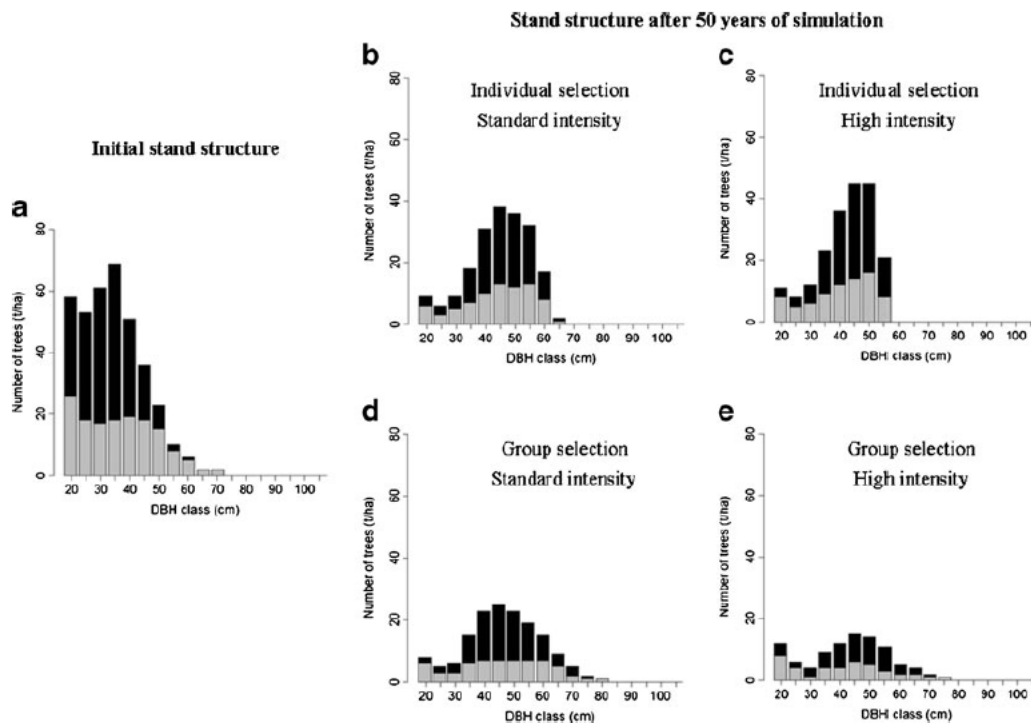 Stand structure after 50 years of simulation
Initial stand structure
a
80
60
40
20
0
Number of trees (t/ha)
20 30 40 50 60 70 80 90 100
DBH class (cm)
b
Individual selection
Standard intensity
80
60
40
20
0
Number of trees (t/ha)
20 30 40 50 60 70 80 90 100
DBH class (cm)
c
Individual selection
High intensity
80
60
40
20
0
Number of trees (t/ha)
20 30 40 50 60 70 80 90 100
DBH class (cm)
d
Group selection
Standard intensity
80
60
40
20
0
Number of trees (t/ha)
20 30 40 50 60 70 80 90 100
DBH class (cm)
e
Group selection
High intensity
80
60
40
20
0
Number of trees (t/ha)
20 30 40 50 60 70 80 90 100
DBH class (cm)